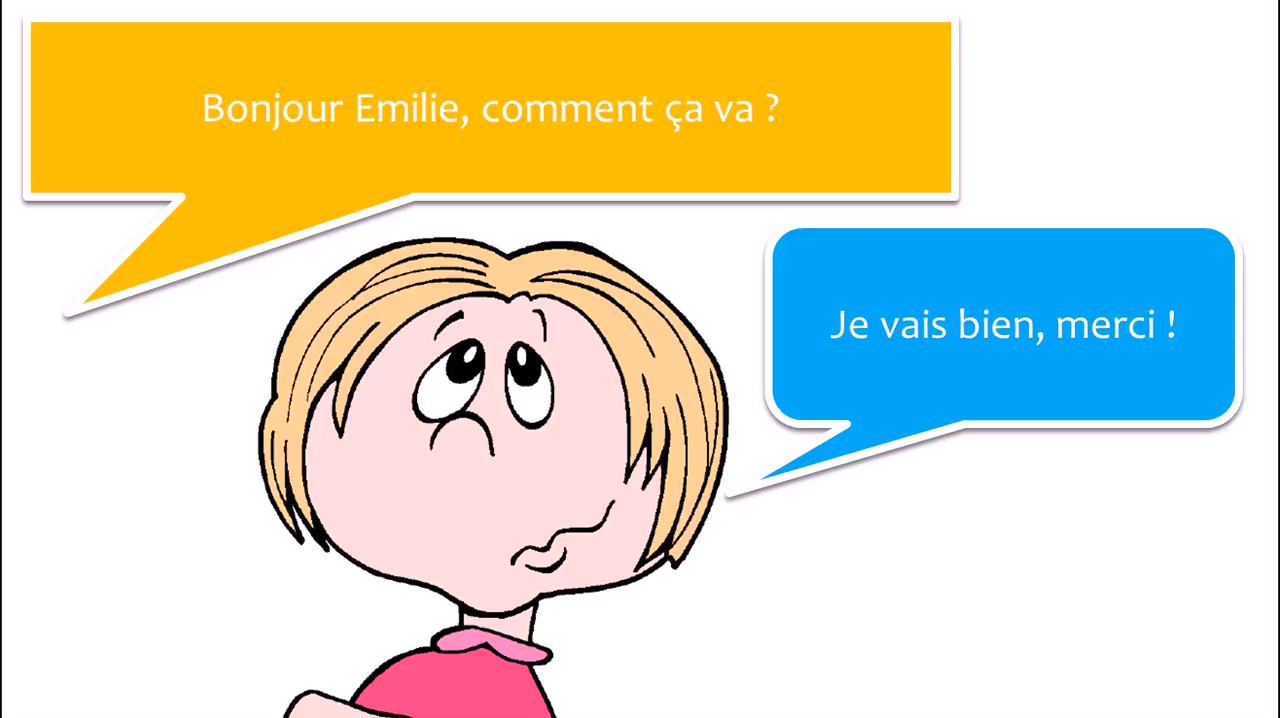 Bonjour Emilie, comment ça va ?
Je vais bien, merci !